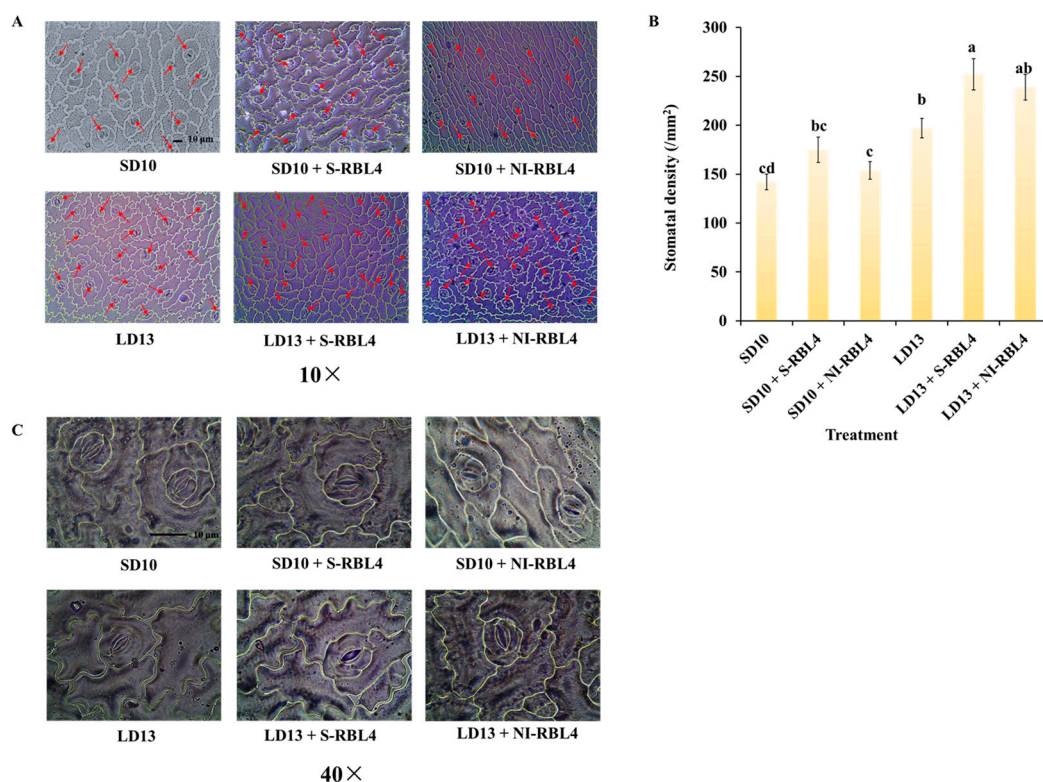 A
10 μm
SD10
SD10 + S-RBL4
SD10 + NI-RBL4
LD13
LD13 + S-RBL4
LD13 + NI-RBL4
10×
B
Stomatal density (/mm²)
300
250
200
150
100
50
0
cd
bc
c
b
a
ab
SD10
SD10 + S-RBL4
SD10 + NI-RBL4
LD13
LD13 + S-RBL4
LD13 + NI-RBL4
Treatment
C
10 μm
SD10
SD10 + S-RBL4
SD10 + NI-RBL4
LD13
LD13 + S-RBL4
LD13 + NI-RBL4
40×